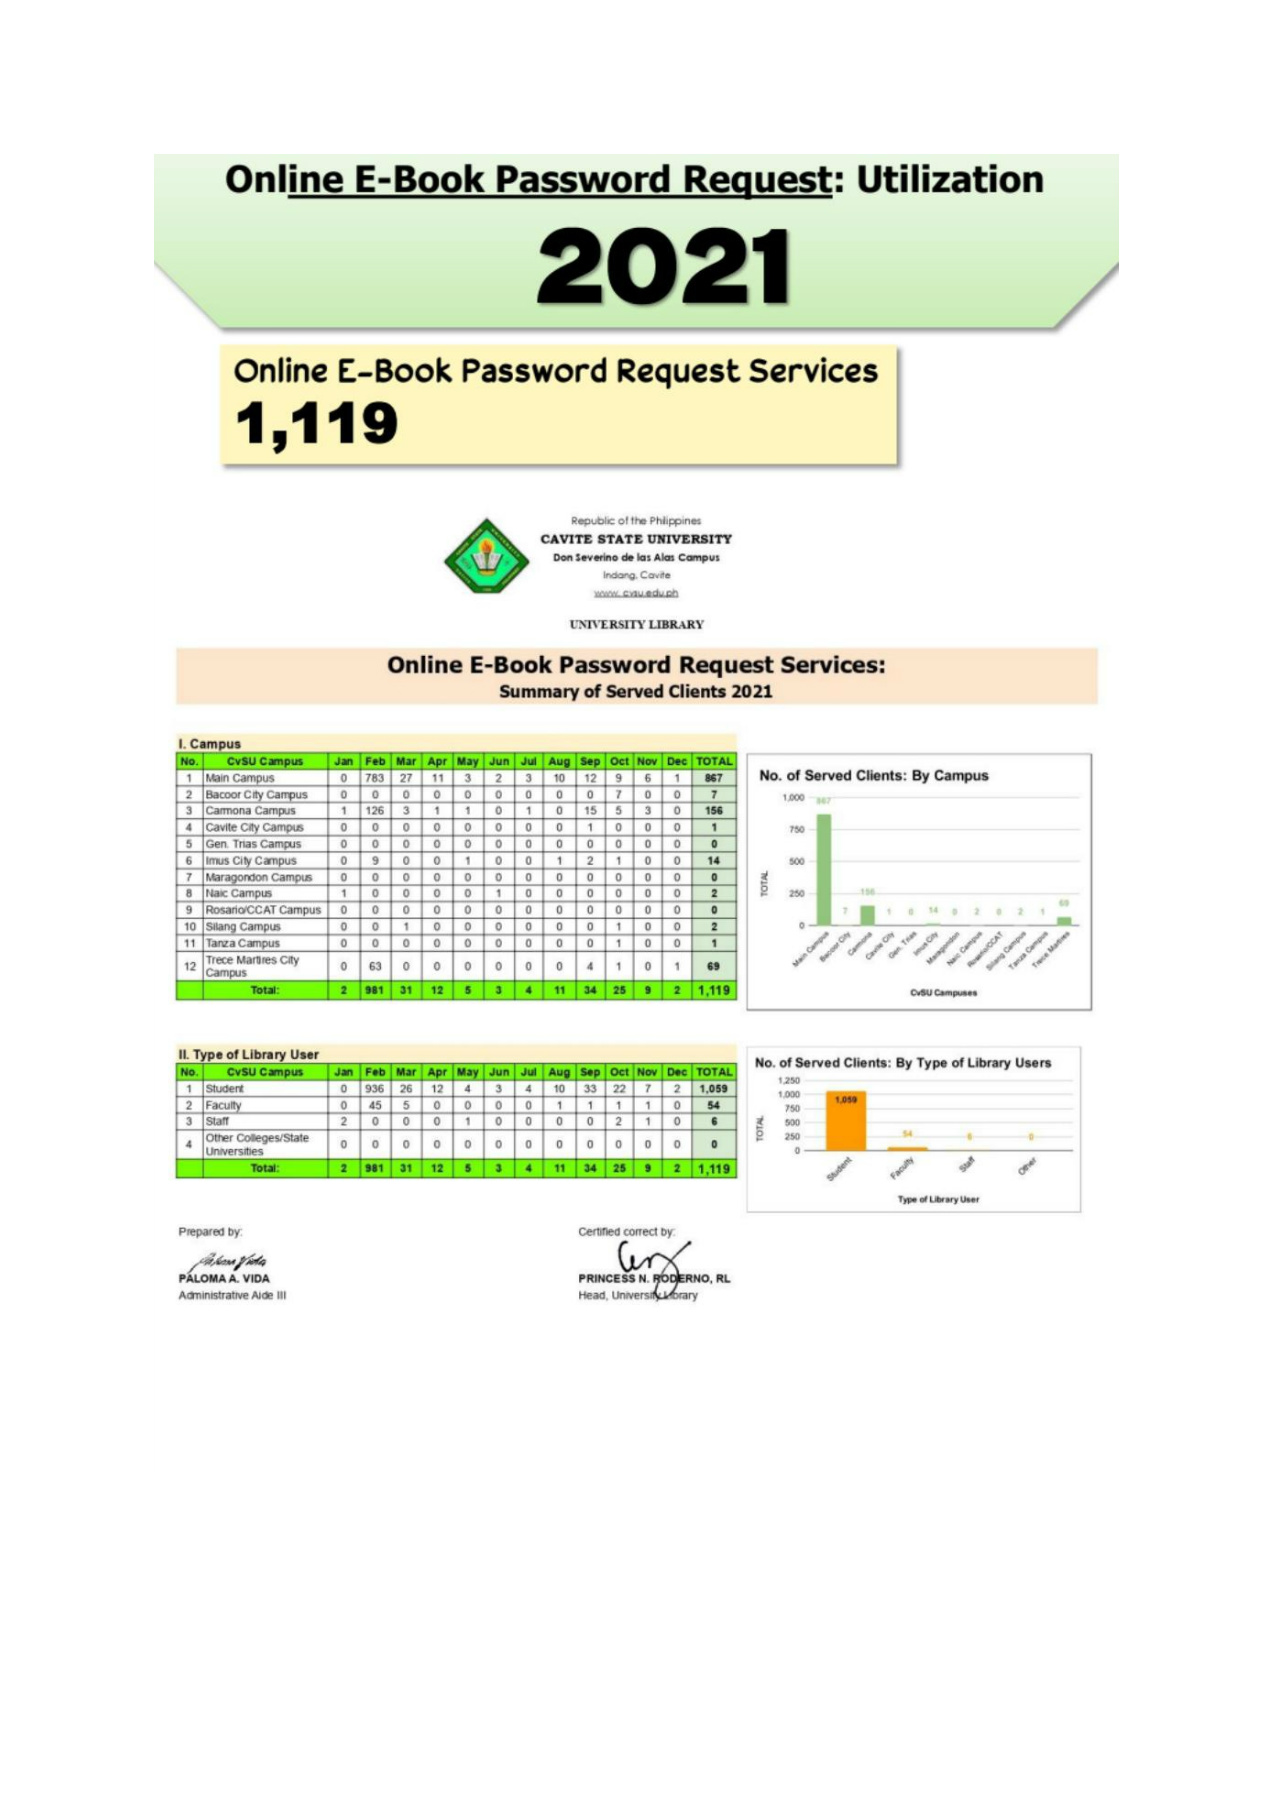 Online E-Book Password Request: Utilization
2021
Online E-Book Password Request Services
1,119
Republic of the Philippines
CAVITE STATE UNIVERSITY
Don Severino de las Alas Campus
Indang, Cavite
www. cvsu.edu.ph
UNIVERSITY LIBRARY
Online E-Book Password Request Services:
Summary of Served Clients 2021
I. Campus
No. CvSU Campus Jan Feb Mar Apr May Jun Jul Aug Sep Oct Nov Dec TOTAL
1 Main Campus 0 783 27 11 3 2 3 10 12 9 6 1 867
2 Bacoor City Campus 0 0 0 0 0 0 0 0 0 7 0 0 7
3 Carmona Campus 1 126 3 1 1 0 1 0 15 5 3 0 156
4 Cavite City Campus 0 0 0 0 0 0 0 0 1 0 0 0 1
5 Gen. Trias Campus 0 0 0 0 0 0 0 0 0 0 0 0 0
6 Imus City Campus 0 9 0 0 1 0 0 1 2 1 0 0 14
7 Maragondon Campus 0 0 0 0 0 0 0 0 0 0 0 0 0
8 Naic Campus 1 0 0 0 0 1 0 0 0 0 0 0 2
9 Rosario/CCAT Campus 0 0 0 0 0 0 0 0 0 0 0 0 0
10 Silang Campus 0 0 1 0 0 0 0 0 0 1 0 0 2
11 Tanza Campus 0 0 0 0 0 0 0 0 0 1 0 0 1
12 Trece Martires City
Campus 0 63 0 0 0 0 0 0 4 1 0 1 69
Total: 2 981 31 12 5 3 4 11 34 25 9 2 1,119
No. of Served Clients: By Campus
1,000
750
500
250
0
TOTAL
867 7 156 1 0 14 0 2 0 2 1 69
Main Campus Bacoor City Carmona Cavite City Gen. Trias Imus City Maragondon Naic Campus Rosario/CCAT Silang Campus Tanza Campus Trece Martires
CvSU Campuses
II. Type of Library User
No. CvSU Campus Jan Feb Mar Apr May Jun Jul Aug Sep Oct Nov Dec TOTAL
1 Student 0 936 26 12 4 3 4 10 33 22 7 2 1,059
2 Faculty 0 45 5 0 0 0 0 1 1 1 1 0 54
3 Staff 2 0 0 0 1 0 0 0 0 2 1 0 6
4 Other Colleges/State
Universities 0 0 0 0 0 0 0 0 0 0 0 0 0
Total: 2 981 31 12 5 3 4 11 34 25 9 2 1,119
No. of Served Clients: By Type of Library Users
1,250
1,000
750
500
250
0
TOTAL
1,059 54 6 0
Student Faculty Staff Other
Type of Library User
Prepared by:
PALOMA A. VIDA
Administrative Aide III
Certified correct by:
PRINCESS N. RODERNO, RL
Head, University Library